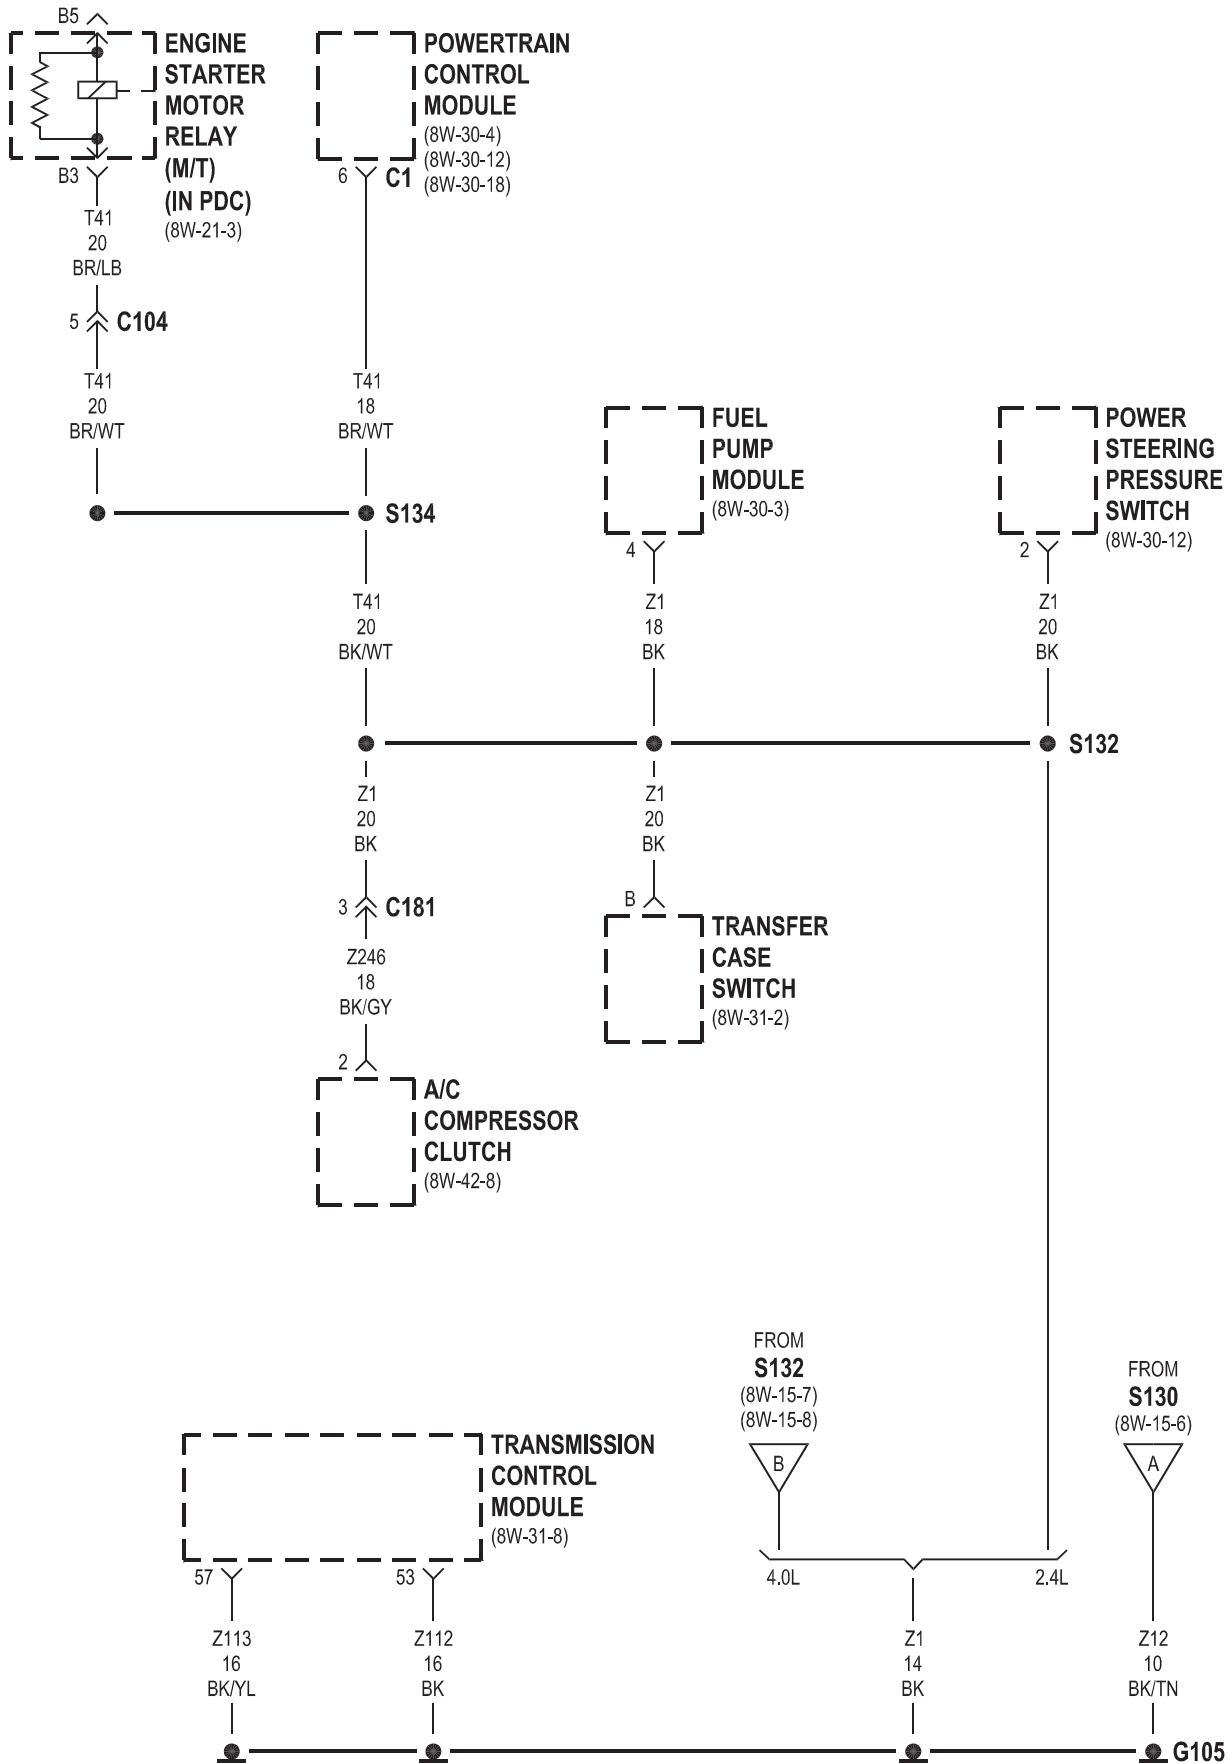 B5
ENGINE
STARTER
MOTOR
RELAY
(M/T)
(IN PDC)
(8W-21-3)
B3
T41
20
BR/LB
5
C104
T41
20
BR/WT
POWERTRAIN
CONTROL
MODULE
(8W-30-4)
(8W-30-12)
(8W-30-18)
6
C1
T41
18
BR/WT
S134
T41
20
BK/WT
FUEL
PUMP
MODULE
(8W-30-3)
4
Z1
18
BK
POWER
STEERING
PRESSURE
SWITCH
(8W-30-12)
2
Z1
20
BK
S132
Z1
20
BK
3
C181
Z246
18
BK/GY
2
A/C
COMPRESSOR
CLUTCH
(8W-42-8)
Z1
20
BK
B
TRANSFER
CASE
SWITCH
(8W-31-2)
FROM
S132
(8W-15-7)
(8W-15-8)
B
FROM
S130
(8W-15-6)
A
TRANSMISSION
CONTROL
MODULE
(8W-31-8)
57
53
4.0L
2.4L
Z113
16
BK/YL
Z112
16
BK
Z1
14
BK
Z12
10
BK/TN
G105